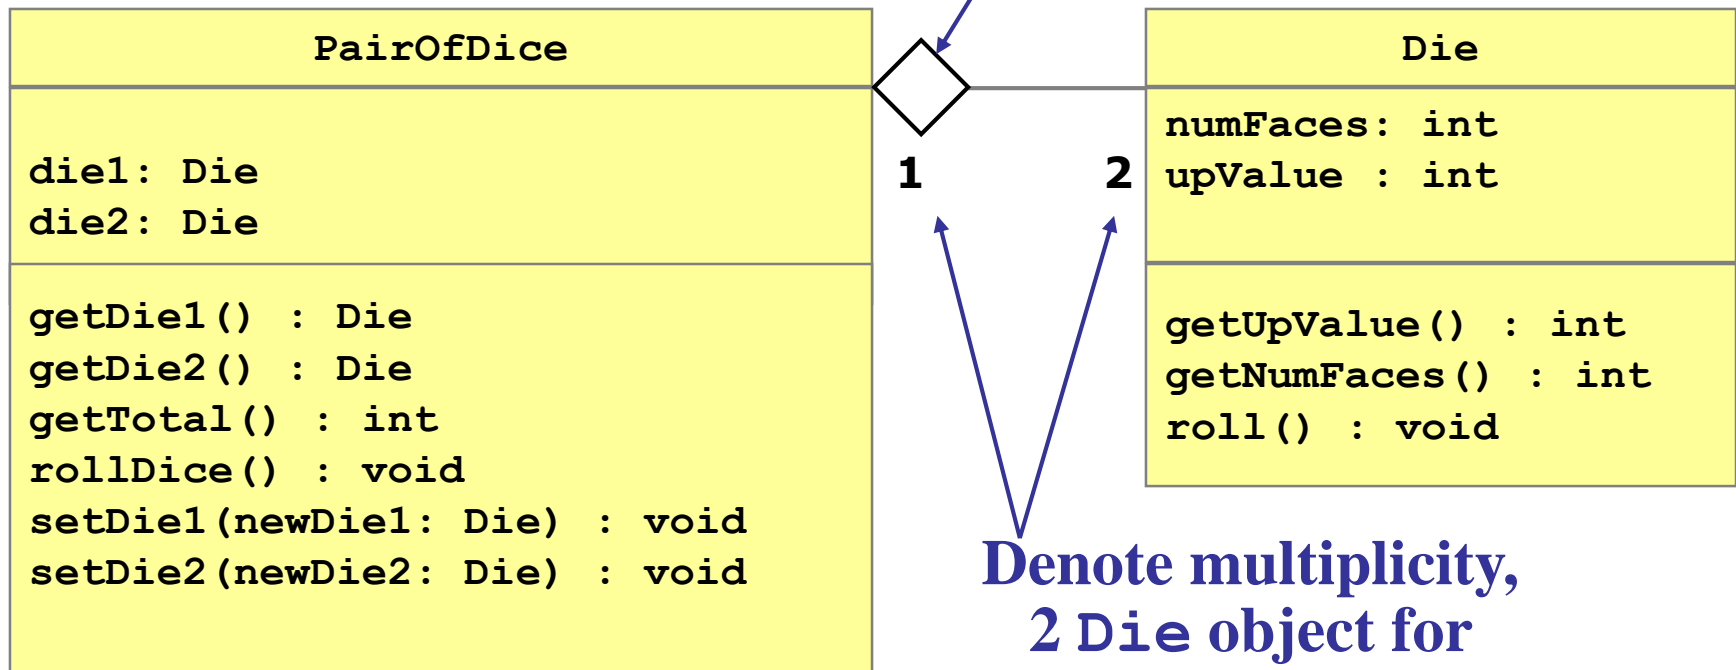 PairOfDice
die1: Die
die2: Die
getDie1() : Die
getDie2() : Die
getTotal() : int
rollDice() : void
setDie1(newDie1: Die) : void
setDie2(newDie2: Die) : void
1
2
Die
numFaces: int
upValue : int
getUpValue() : int
getNumFaces() : int
roll() : void
Denote multiplicity,
2 Die object for